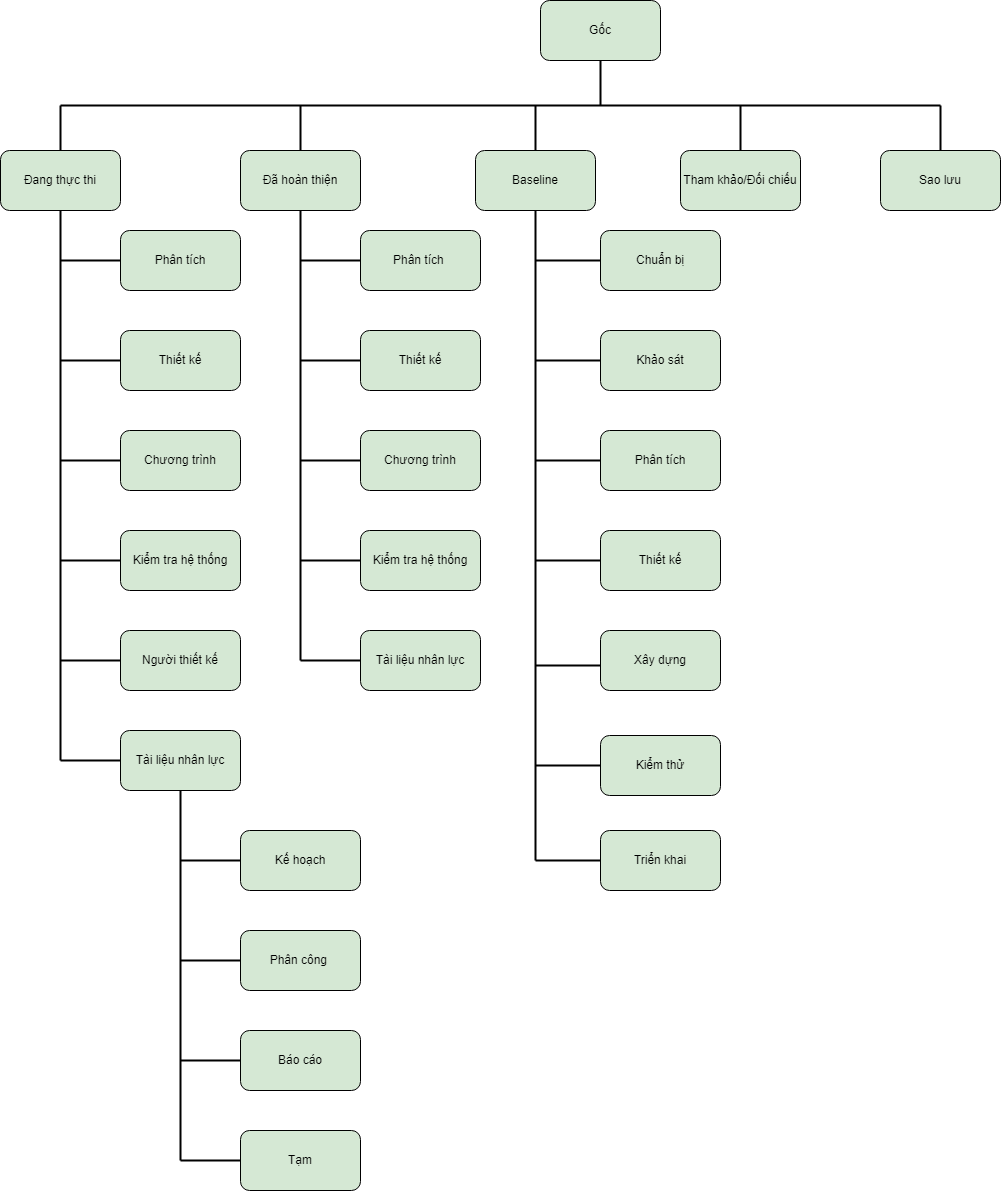 Gốc
Đang thực thi
Đã hoàn thiện
Baseline
Tham khảo/Đối chiếu
Sao lưu
Phân tích
Thiết kế
Chương trình
Kiểm tra hệ thống
Người thiết kế
Tài liệu nhân lực
Kế hoạch
Phân công
Báo cáo
Tạm
Phân tích
Thiết kế
Chương trình
Kiểm tra hệ thống
Tài liệu nhân lực
Chuẩn bị
Khảo sát
Phân tích
Thiết kế
Xây dựng
Kiểm thử
Triển khai